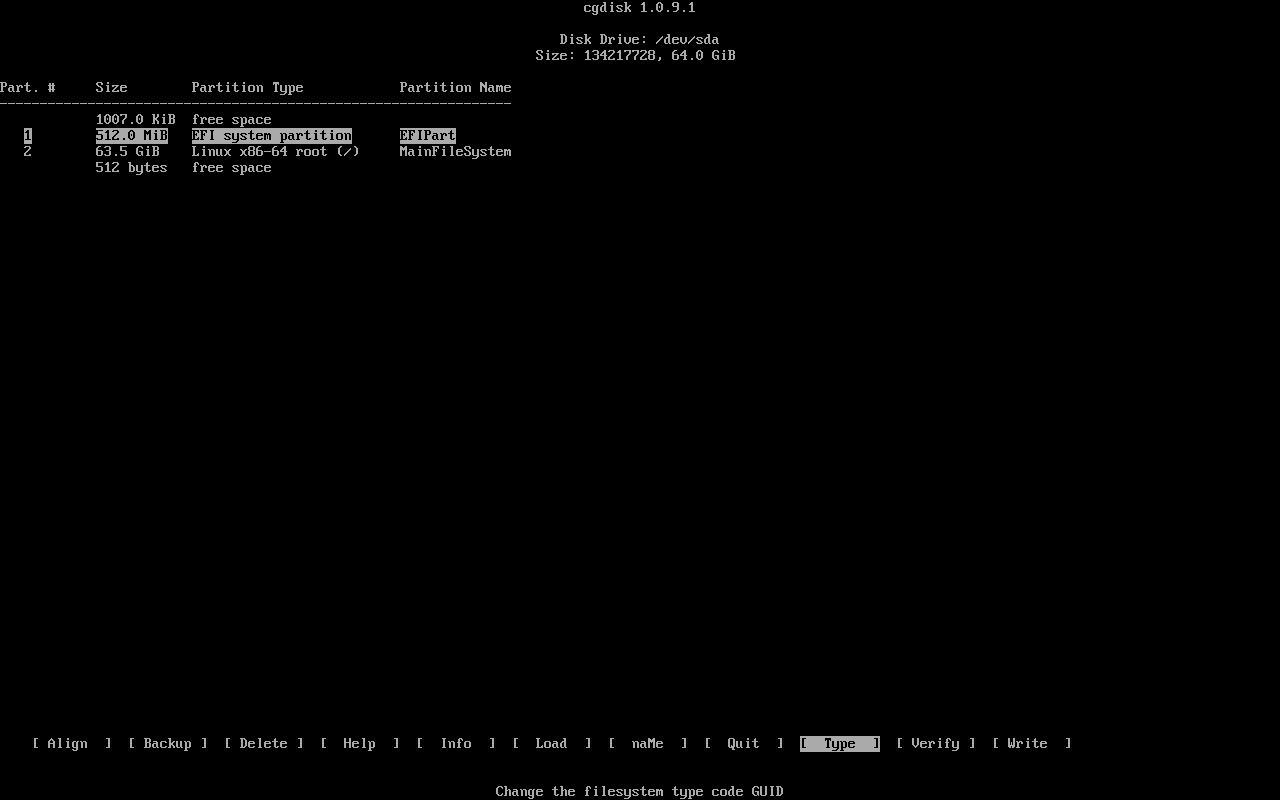 cgdisk 1.0.9.1
Disk Drive: /dev/sda
Size: 134217728, 64.0 GiB
Part. #     Size        Partition Type            Partition Name
----------------------------------------------------------------
            1007.0 KiB  free space
   1        512.0 MiB   EFI system partition      EFIPart
   2        63.5 GiB    Linux x86-64 root (/)     MainFileSystem
            512 bytes   free space
[ Align  ]  [ Backup ]  [ Delete ]  [  Help  ]  [  Info  ]  [  Load  ]  [  naMe  ]  [  Quit  ]  [  Type  ]  [ Verify ]  [ Write  ]
Change the filesystem type code GUID